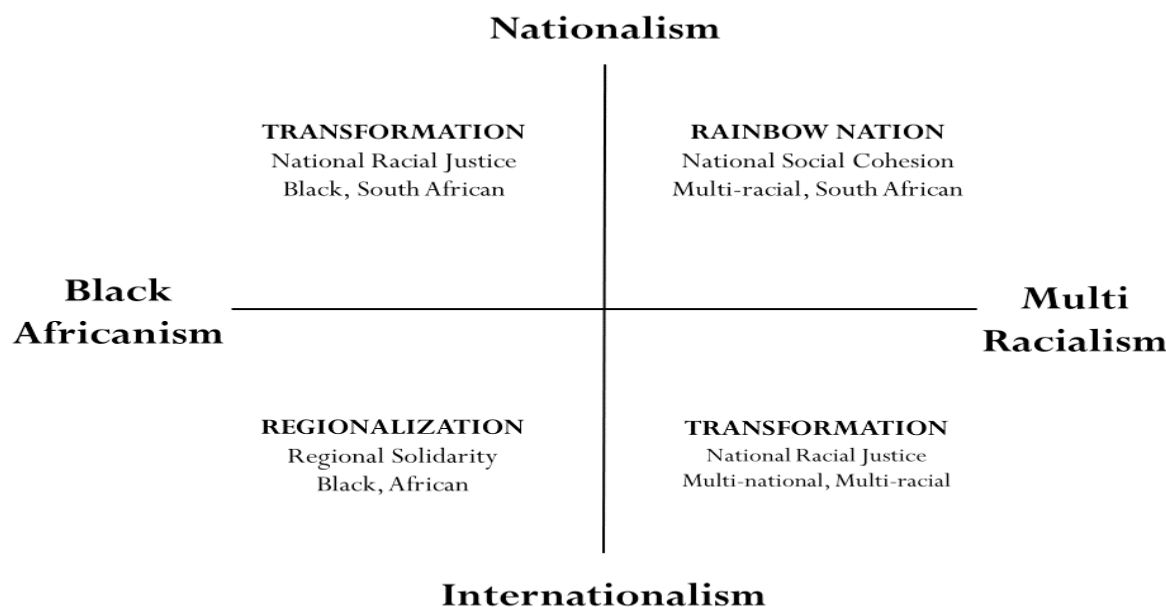 Nationalism
TRANSFORMATION
National Racial Justice
Black, South African
RAINBOW NATION
National Social Cohesion
Multi-racial, South African
Black
Africanism
Multi
Racialism
REGIONALIZATION
Regional Solidarity
Black, African
TRANSFORMATION
National Racial Justice
Multi-national, Multi-racial
Internationalism